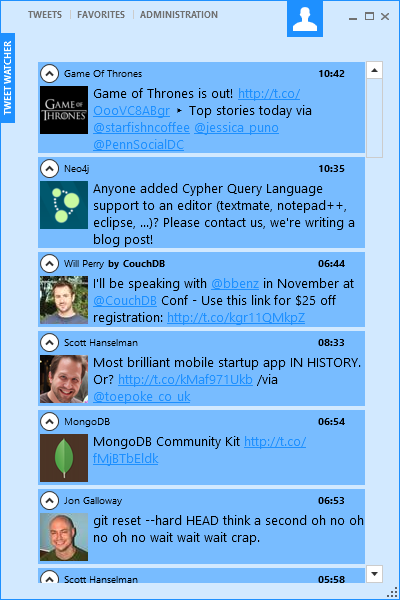 TWEETS | FAVORITES | ADMINISTRATION
TWEET WATCHER
Game Of Thrones 10:42
GAME OF THRONES
Game of Thrones is out! http://t.co/
OooVC8ABgr ‣ Top stories today via
@starfishncoffee @jessica_puno
@PennSocialDC
Neo4j 10:35
Anyone added Cypher Query Language
support to an editor (textmate, notepad++,
eclipse, ...)? Please contact us, we're writing a
blog post!
Will Perry by CouchDB 06:44
I'll be speaking with @bbenz in November at
@CouchDB Conf - Use this link for $25 off
registration: http://t.co/kgr11QMkpZ
Scott Hanselman 08:33
Most brilliant mobile startup app IN HISTORY.
Or? http://t.co/kMaf971Ukb /via
@toepoke_co_uk
MongoDB 06:54
MongoDB Community Kit http://t.co/
fMjBTbEldk
Jon Galloway 06:53
git reset --hard HEAD think a second oh no oh
no oh no wait wait wait crap.
Scott Hanselman 05:58